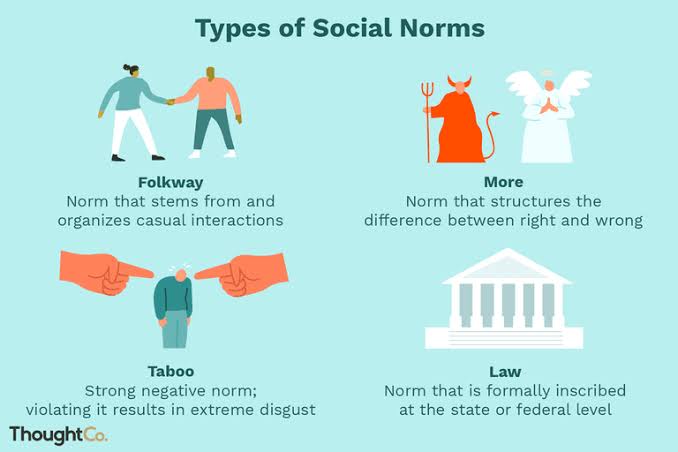 Types of Social Norms
Folkway
Norm that stems from and
organizes casual interactions
More
Norm that structures the
difference between right and wrong
Taboo
Strong negative norm;
violating it results in extreme disgust
Law
Norm that is formally inscribed
at the state or federal level
ThoughtCo.